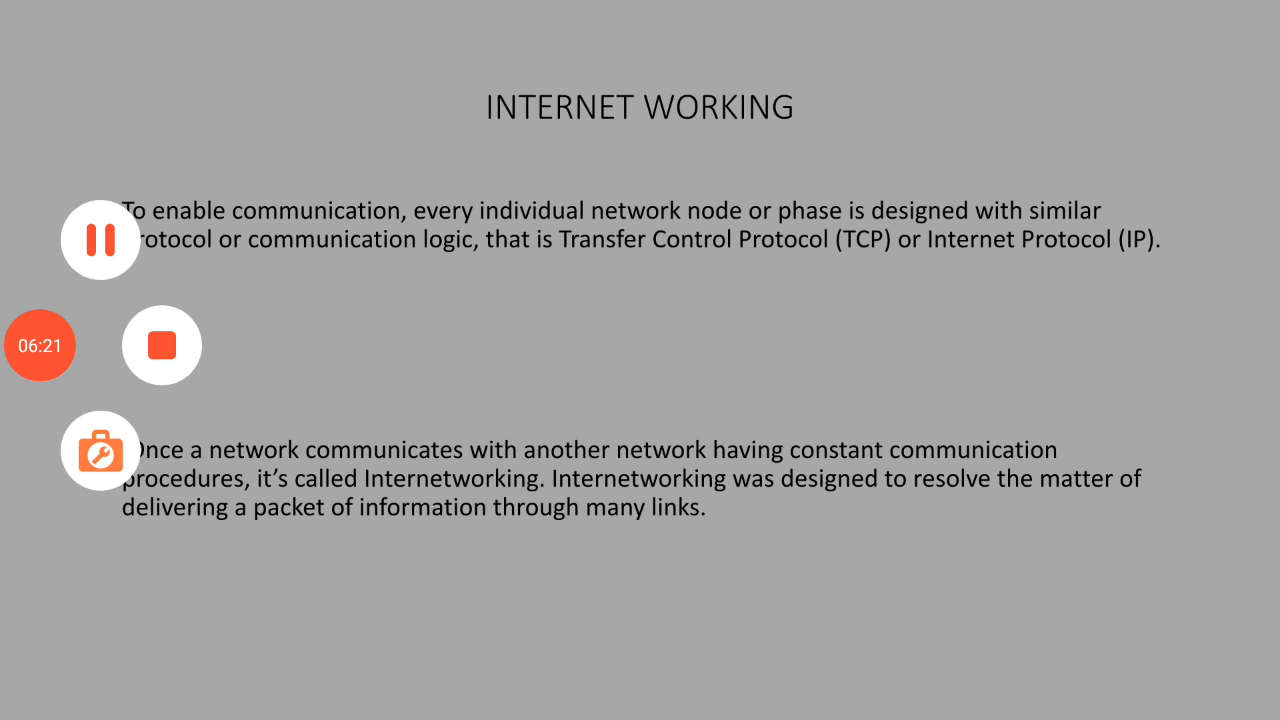 INTERNET WORKING
To enable communication, every individual network node or phase is designed with similar
protocol or communication logic, that is Transfer Control Protocol (TCP) or Internet Protocol (IP).
06:21
Once a network communicates with another network having constant communication
procedures, it’s called Internetworking. Internetworking was designed to resolve the matter of
delivering a packet of information through many links.